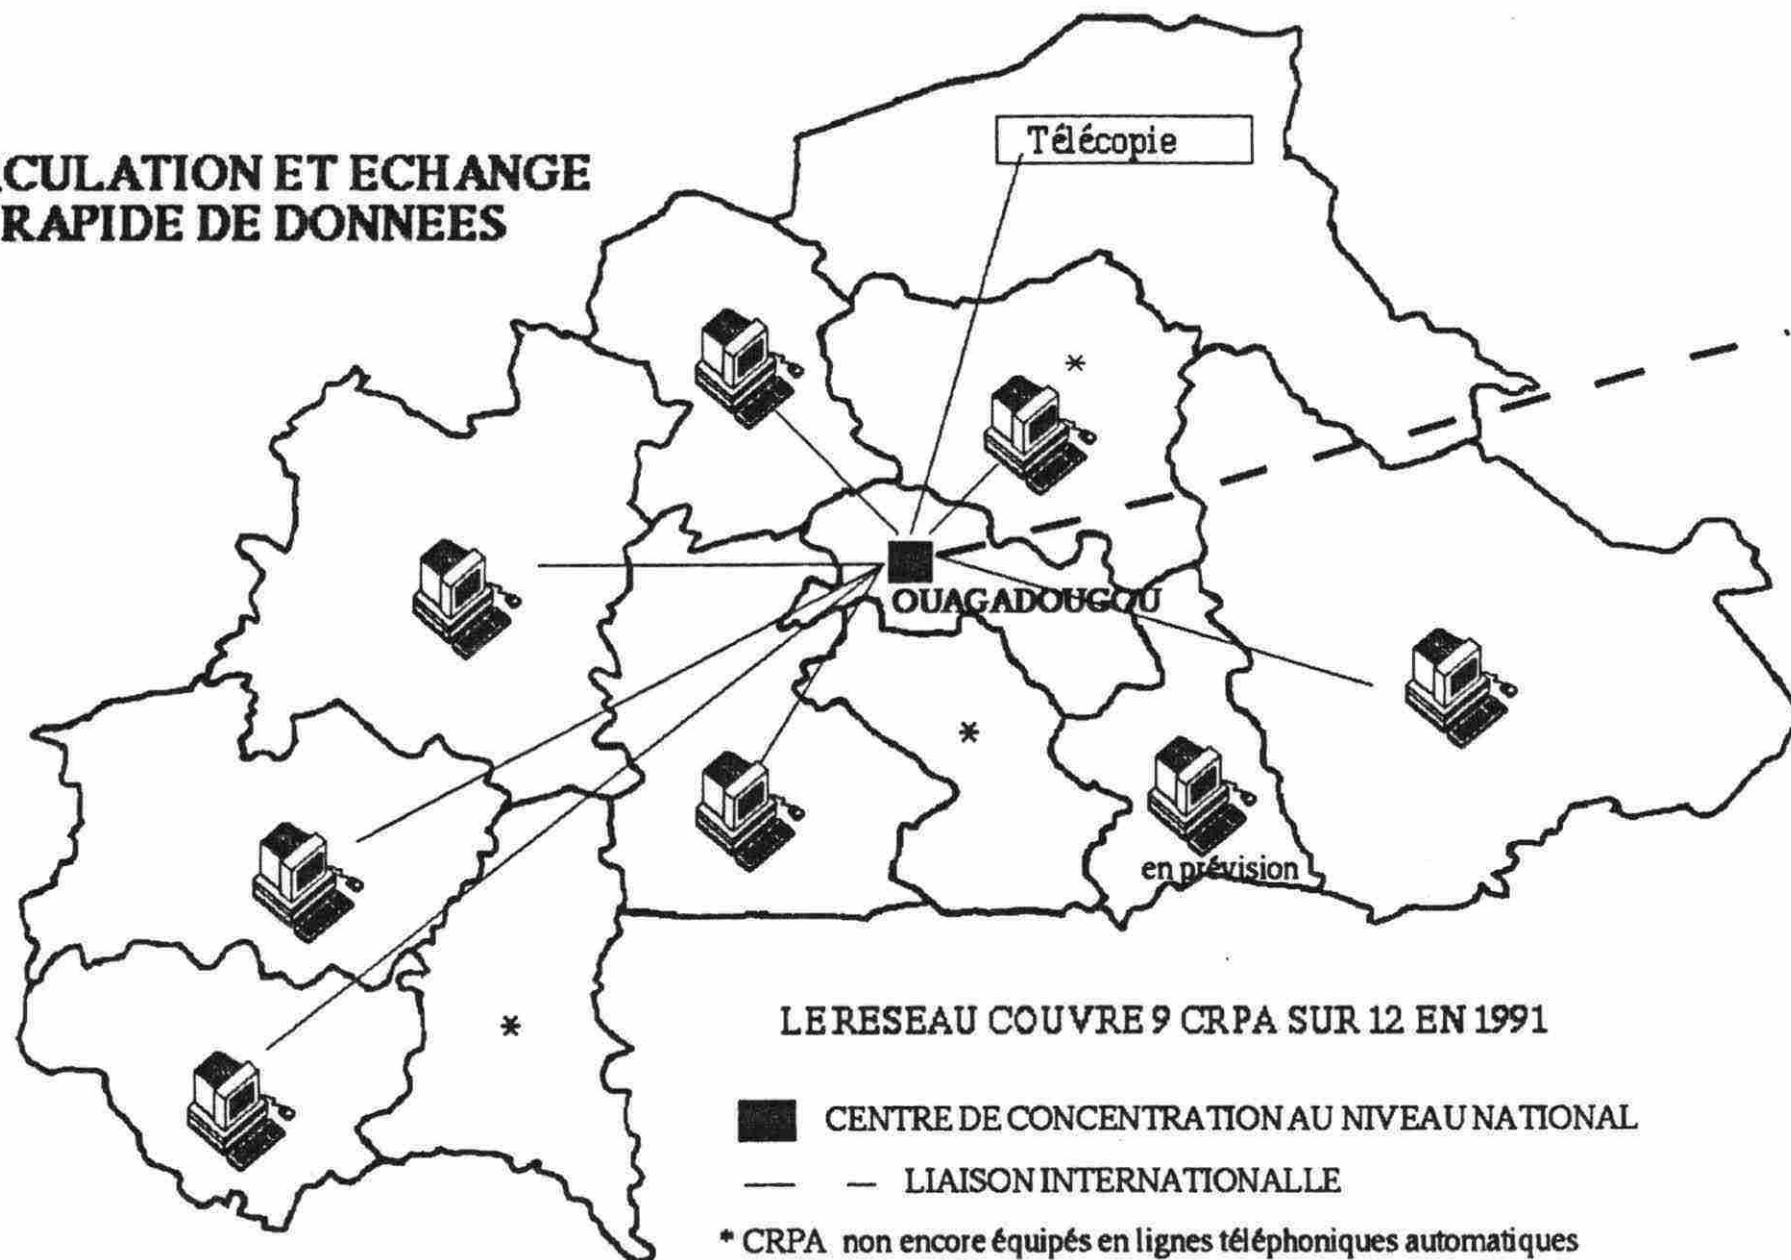 CULATION ET ECHANGE
RAPIDE DE DONNEES
Télécopie
*
OUAGADOUGOU
*
en prévision
*
LE RESEAU COUVRE 9 CRPA SUR 12 EN 1991
CENTRE DE CONCENTRATION AU NIVEAU NATIONAL
LIAISON INTERNATIONALLE
* CRPA non encore équipés en lignes téléphoniques automatiques